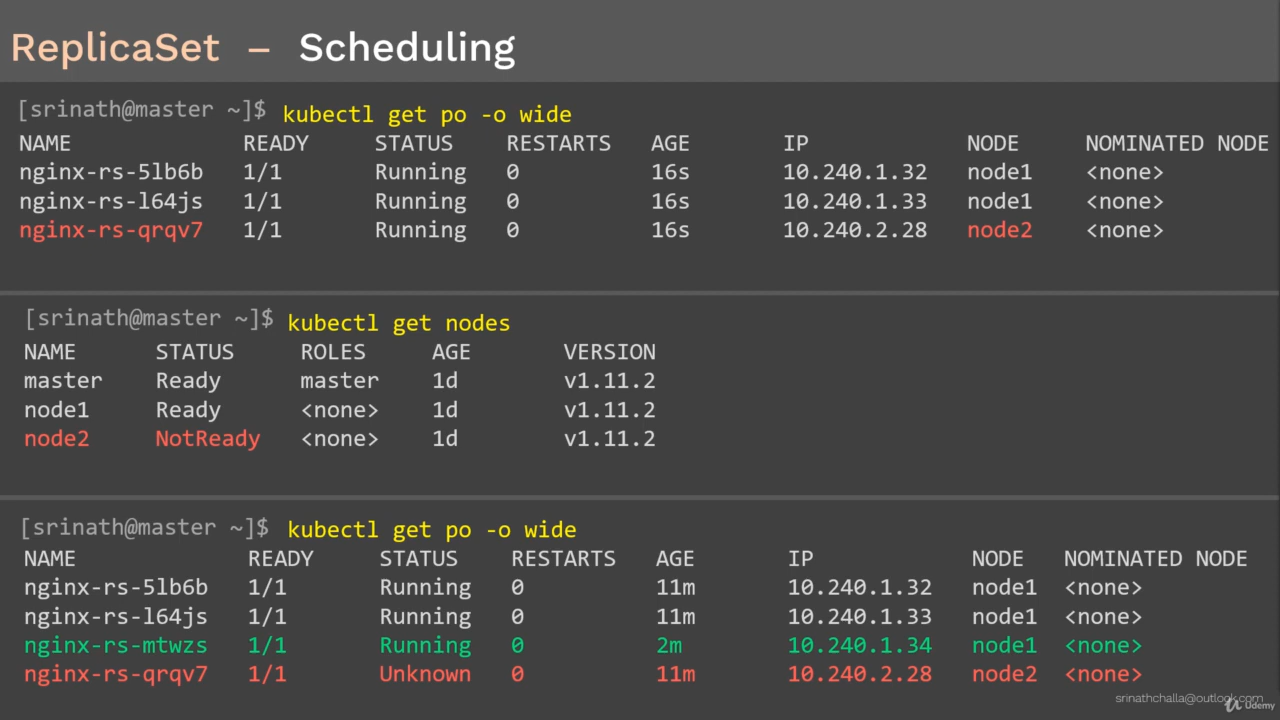 ReplicaSet – Scheduling
[srinath@master ~]$ kubectl get po -o wide
NAME READY STATUS RESTARTS AGE IP NODE NOMINATED NODE
nginx-rs-5lb6b 1/1 Running 0 16s 10.240.1.32 node1 <none>
nginx-rs-l64js 1/1 Running 0 16s 10.240.1.33 node1 <none>
nginx-rs-qrqv7 1/1 Running 0 16s 10.240.2.28 node2 <none>
[srinath@master ~]$ kubectl get nodes
NAME STATUS ROLES AGE VERSION
master Ready master 1d v1.11.2
node1 Ready <none> 1d v1.11.2
node2 NotReady <none> 1d v1.11.2
[srinath@master ~]$ kubectl get po -o wide
NAME READY STATUS RESTARTS AGE IP NODE NOMINATED NODE
nginx-rs-5lb6b 1/1 Running 0 11m 10.240.1.32 node1 <none>
nginx-rs-l64js 1/1 Running 0 11m 10.240.1.33 node1 <none>
nginx-rs-mtwzs 1/1 Running 0 2m 10.240.1.34 node1 <none>
nginx-rs-qrqv7 1/1 Unknown 0 11m 10.240.2.28 node2 <none>
srinathchalla@outlook.com
Udemy